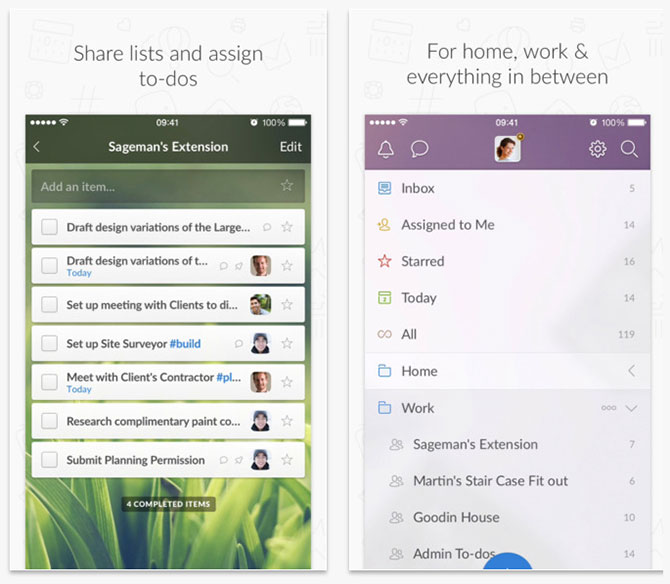 Share lists and assign
to-dos
09:41
100%
Sageman's Extension
Edit
Add an item...
Draft design variations of the Large...
Draft design variations of t...
Today
Set up meeting with Clients to di...
Set up Site Surveyor #build
Meet with Client's Contractor #pl...
Today
Research complimentary paint co...
Submit Planning Permission
4 COMPLETED ITEMS
For home, work &
everything in between
09:41
100%
Inbox 5
Assigned to Me 14
Starred 16
Today 14
All 119
Home
Work
Sageman's Extension 7
Martin's Stair Case Fit out 6
Goodin House 10
Admin To-dos 14